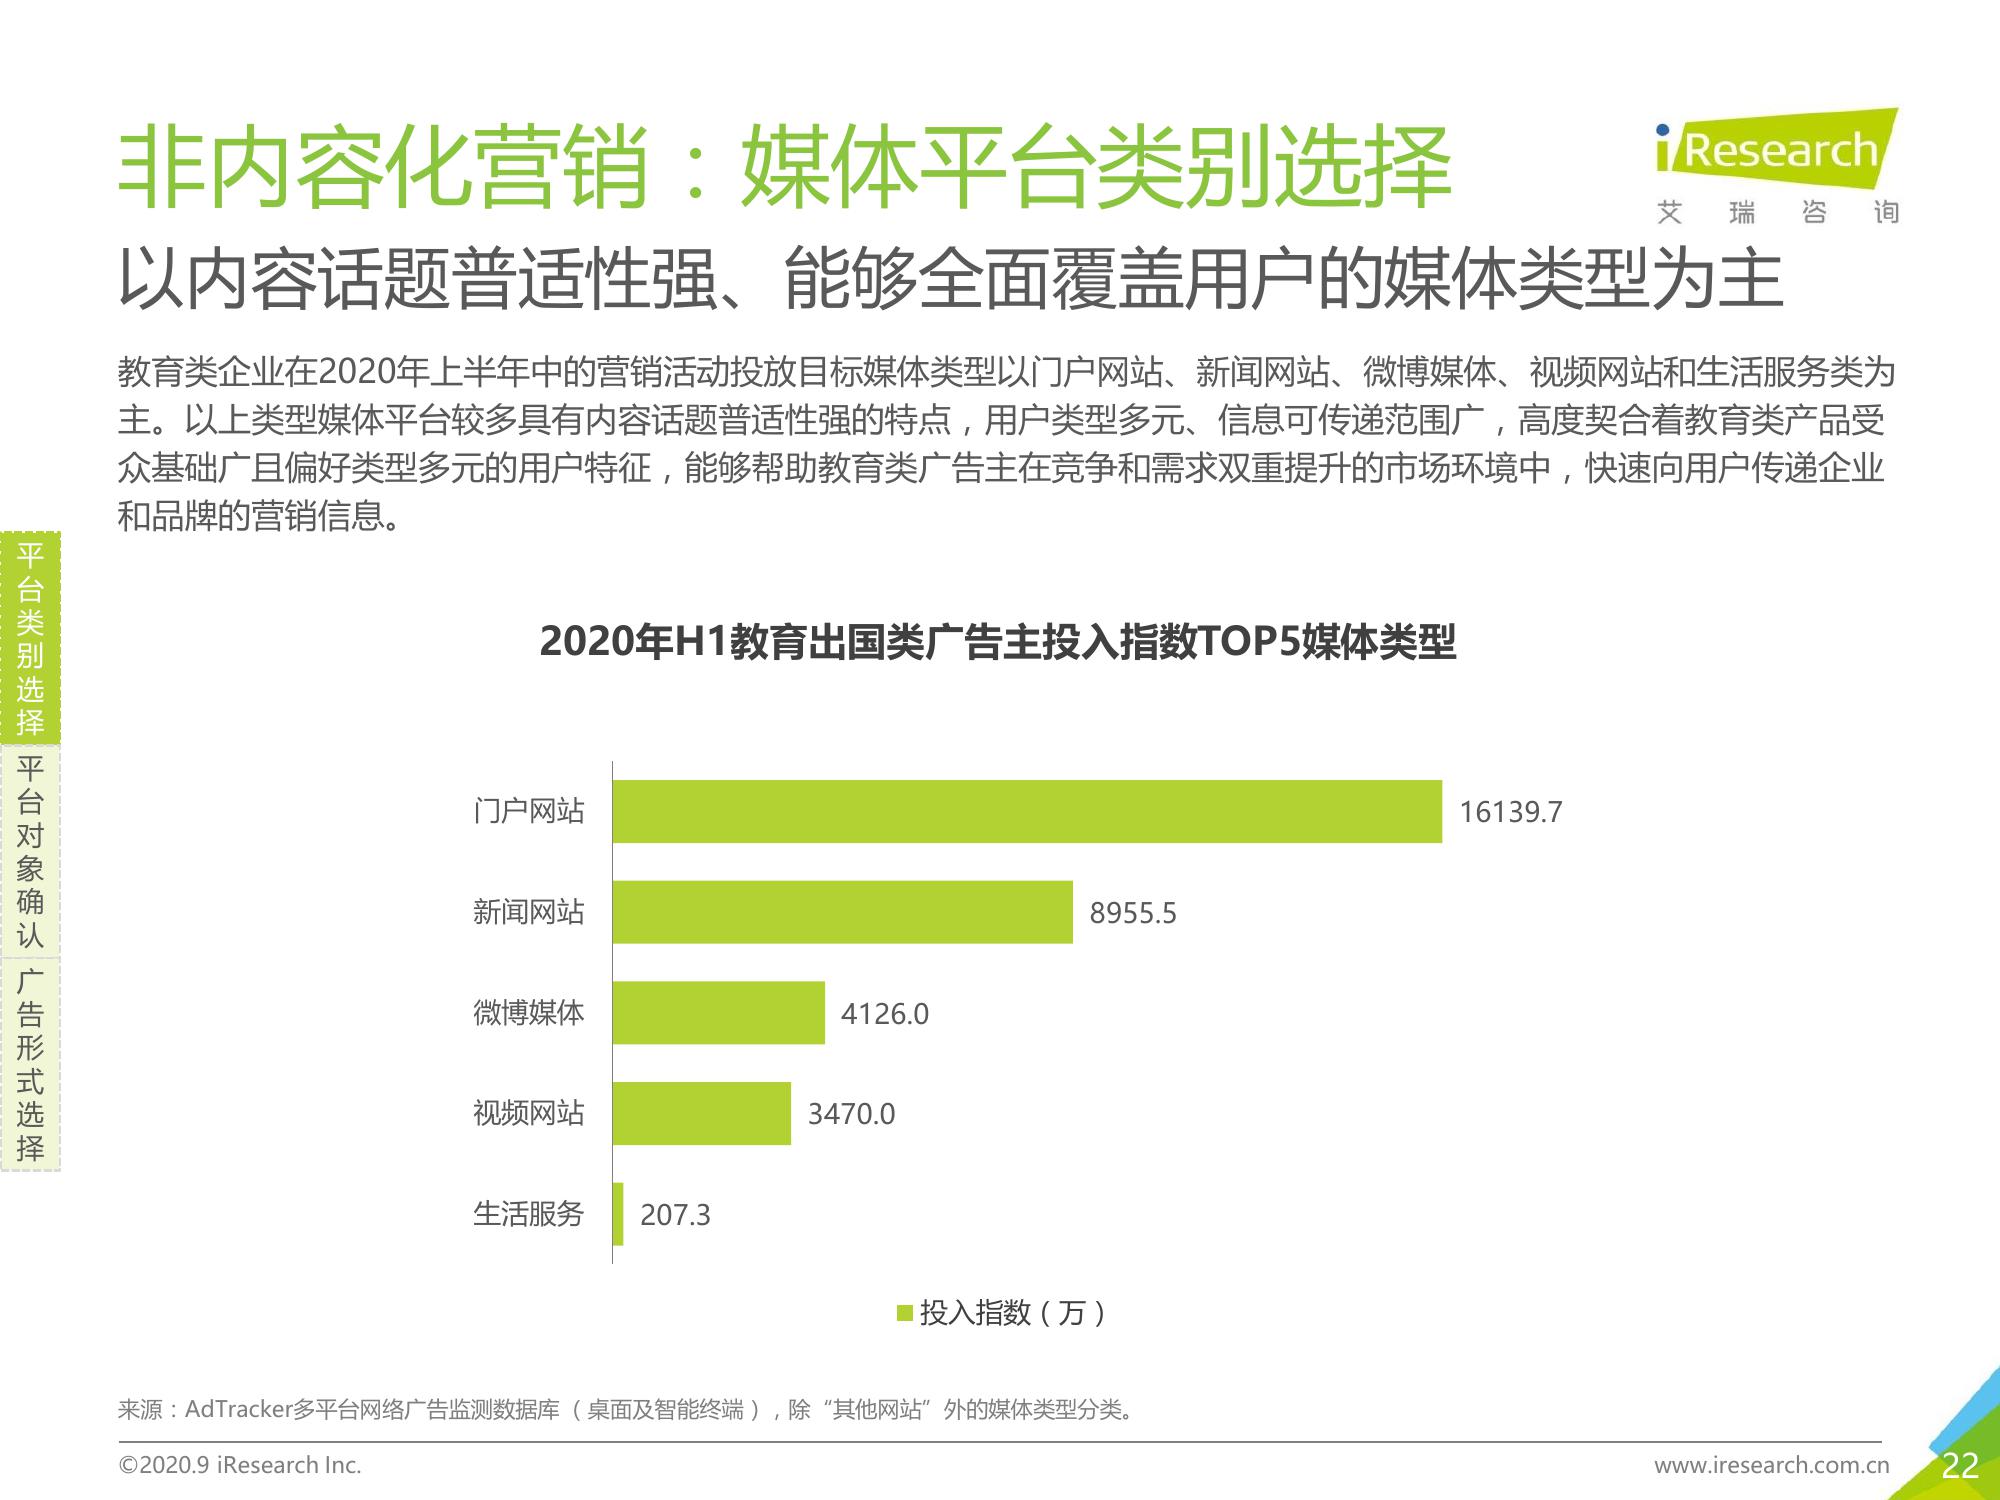 非内容化营销：媒体平台类别选择
iResearch
艾瑞咨询
以内容话题普适性强、能够全面覆盖用户的媒体类型为主
教育类企业在2020年上半年中的营销活动投放目标媒体类型以门户网站、新闻网站、微博媒体、视频网站和生活服务类为
主。以上类型媒体平台较多具有内容话题普适性强的特点，用户类型多元、信息可传递范围广，高度契合着教育类产品受
众基础广且偏好类型多元的用户特征，能够帮助教育类广告主在竞争和需求双重提升的市场环境中，快速向用户传递企业
和品牌的营销信息。
平台类别选择
平台对象确认
广告形式选择
2020年H1教育出国类广告主投入指数TOP5媒体类型
门户网站 16139.7
新闻网站 8955.5
微博媒体 4126.0
视频网站 3470.0
生活服务 207.3
投入指数（万）
来源：AdTracker多平台网络广告监测数据库（桌面及智能终端），除“其他网站”外的媒体类型分类。
©2020.9 iResearch Inc.
www.iresearch.com.cn
22